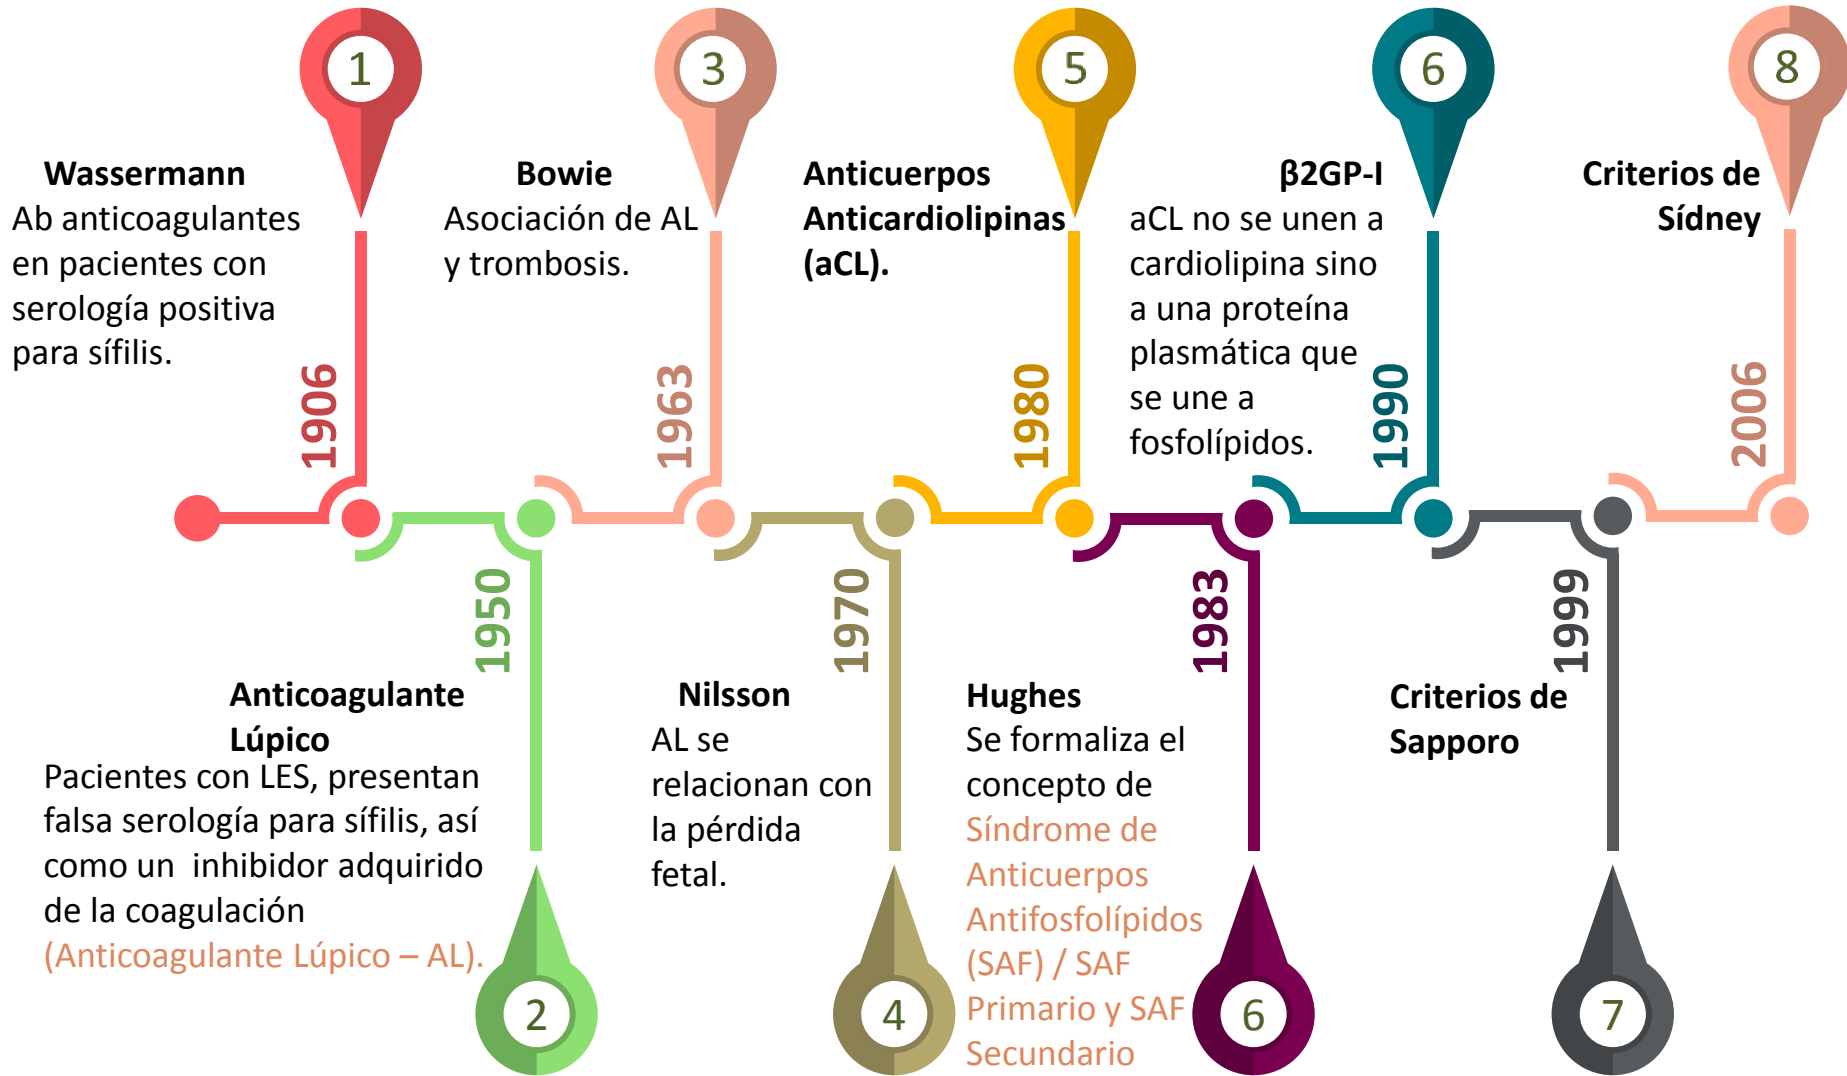 1
Wassermann
Ab anticoagulantes
en pacientes con
serología positiva
para sífilis.
1906
2
1950
Anticoagulante
Lúpico
Pacientes con LES, presentan
falsa serología para sífilis, así
como un inhibidor adquirido
de la coagulación
(Anticoagulante Lúpico – AL).
3
Bowie
Asociación de AL
y trombosis.
1963
4
1970
Nilsson
AL se
relacionan con
la pérdida
fetal.
5
Anticuerpos
Anticardiolipinas
(aCL).
1980
6
1983
Hughes
Se formaliza el
concepto de
Síndrome de
Anticuerpos
Antifosfolípidos
(SAF) / SAF
Primario y SAF
Secundario
6
β2GP-I
aCL no se unen a
cardiolipina sino
a una proteína
plasmática que
se une a
fosfolípidos.
1990
7
1999
Criterios de
Sapporo
8
Criterios de
Sídney
2006